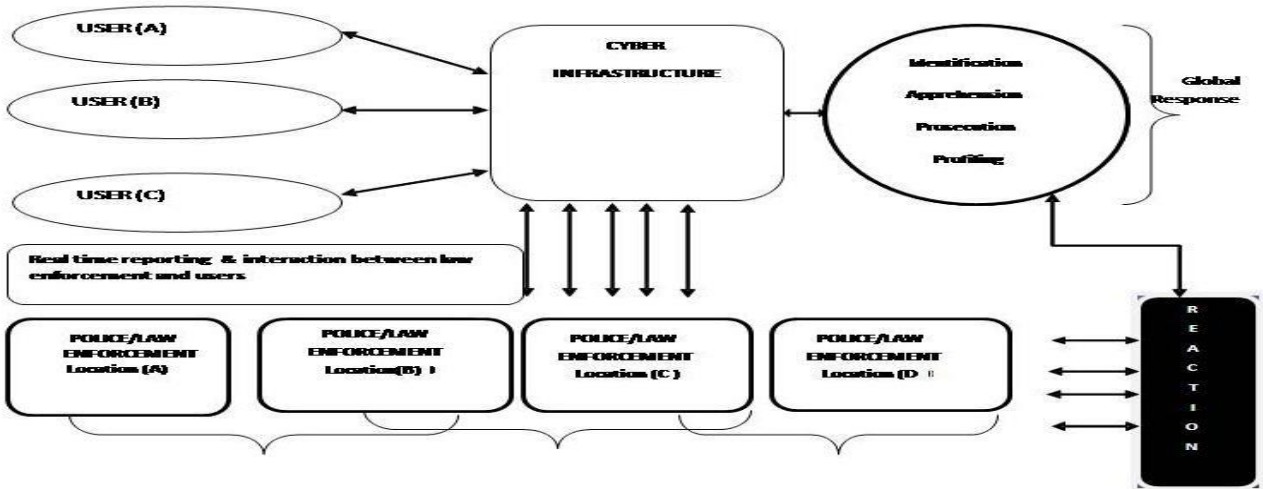 USER (A)
USER (B)
USER (C)
CYBER
INFRASTRUCTURE
Identification
Apprehension
Prosecution
Profiling
Global
Response
Real time reporting & interaction between law
enforcement and users
POLICE/LAW
ENFORCEMENT
Location (A)
POLICE/LAW
ENFORCEMENT
Location(B)
POLICE/LAW
ENFORCEMENT
Location (C )
POLICE/LAW
ENFORCEMENT
Location (D
R
E
A
C
T
I
O
N